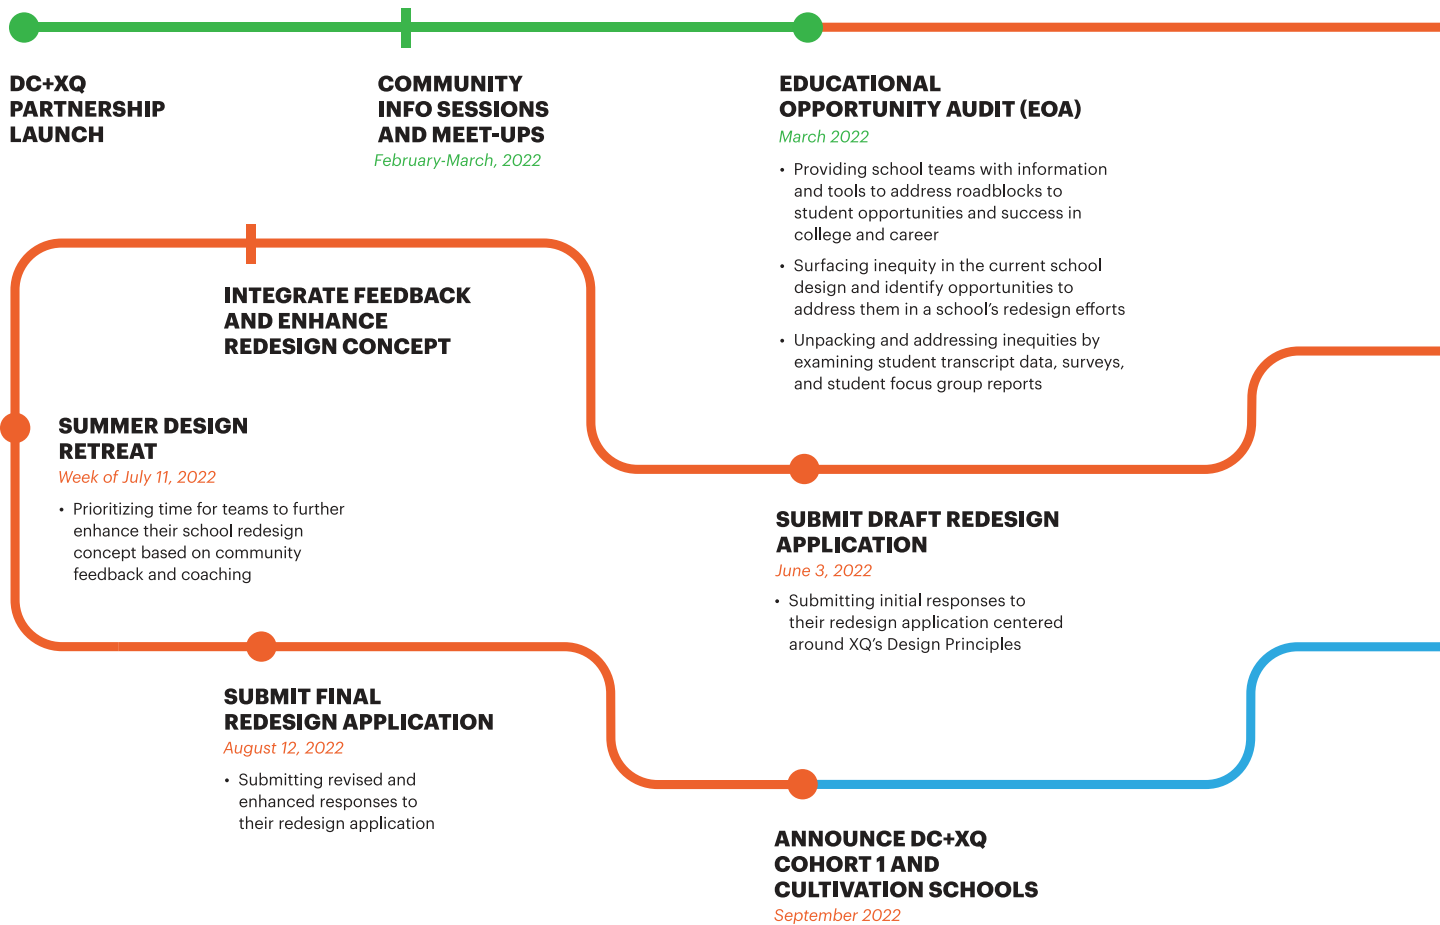 DC+XQ
PARTNERSHIP
LAUNCH
COMMUNITY
INFO SESSIONS
AND MEET-UPS
February-March, 2022
EDUCATIONAL
OPPORTUNITY AUDIT (EOA)
March 2022
• Providing school teams with information
and tools to address roadblocks to
student opportunities and success in
college and career
• Surfacing inequity in the current school
design and identify opportunities to
address them in a school's redesign efforts
• Unpacking and addressing inequities by
examining student transcript data, surveys,
and student focus group reports
SUBMIT DRAFT REDESIGN
APPLICATION
June 3, 2022
• Submitting initial responses to
their redesign application centered
around XQ's Design Principles
INTEGRATE FEEDBACK
AND ENHANCE
REDESIGN CONCEPT
SUMMER DESIGN
RETREAT
Week of July 11, 2022
• Prioritizing time for teams to further
enhance their school redesign
concept based on community
feedback and coaching
SUBMIT FINAL
REDESIGN APPLICATION
August 12, 2022
• Submitting revised and
enhanced responses to
their redesign application
ANNOUNCE DC+XQ
COHORT 1 AND
CULTIVATION SCHOOLS
September 2022